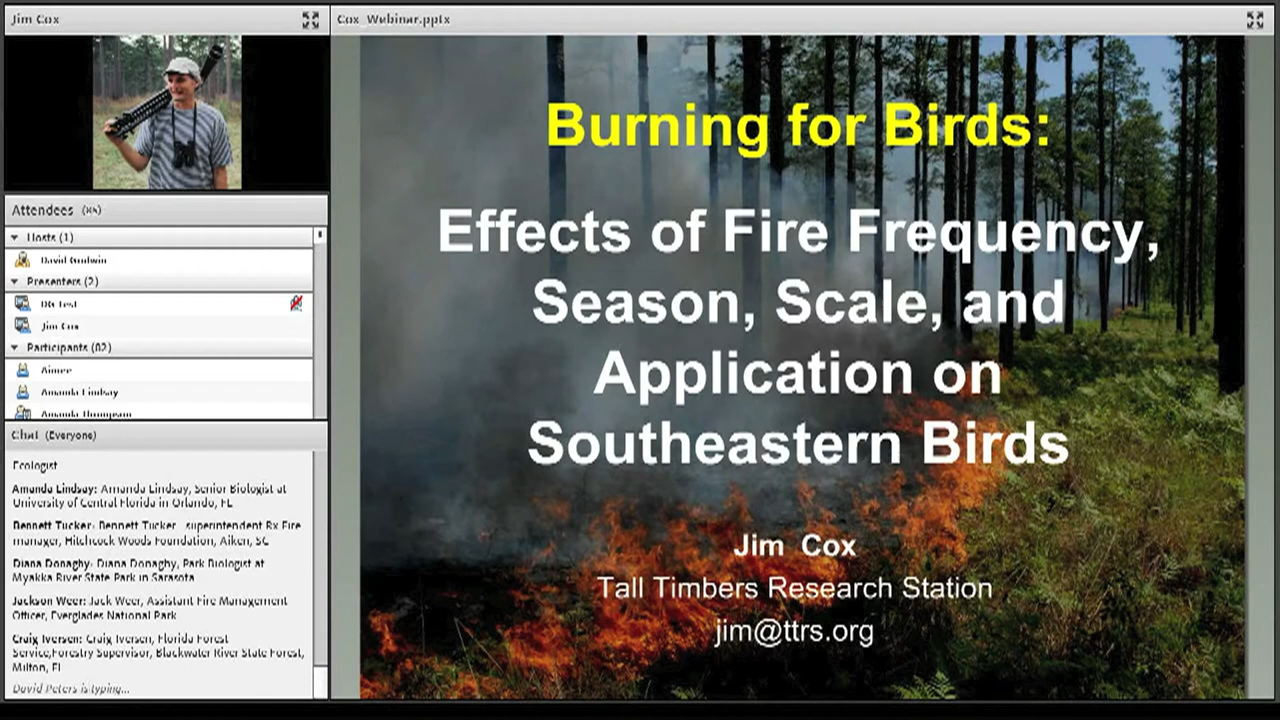 Jim Cox
Cox_Webinar.pptx
Attendees (85)
Hosts (1)
David Godwin
Presenters (2)
DG Test
Jim Cox
Participants (82)
Aimee
Amanda Lindsay
Amanda Thompson
Chat (Everyone)
Ecologist
Amanda Lindsay: Amanda Lindsay, Senior Biologist at
University of Central Florida in Orlando, FL
Bennett Tucker: Bennett Tucker - superintendent Rx Fire
manager, Hitchcock Woods Foundation, Aiken, SC
Diana Donaghy: Diana Donaghy, Park Biologist at
Myakka River State Park in Sarasota
Jackson Weer: Jack Weer, Assistant Fire Management
Officer, Everglades National Park
Craig Iversen: Craig Iversen, Florida Forest
Service,Forestry Supervisor, Blackwater River State Forest,
Milton, Fl
David Peters is typing...
Burning for Birds:
Effects of Fire Frequency,
Season, Scale, and
Application on
Southeastern Birds
Jim Cox
Tall Timbers Research Station
jim@ttrs.org